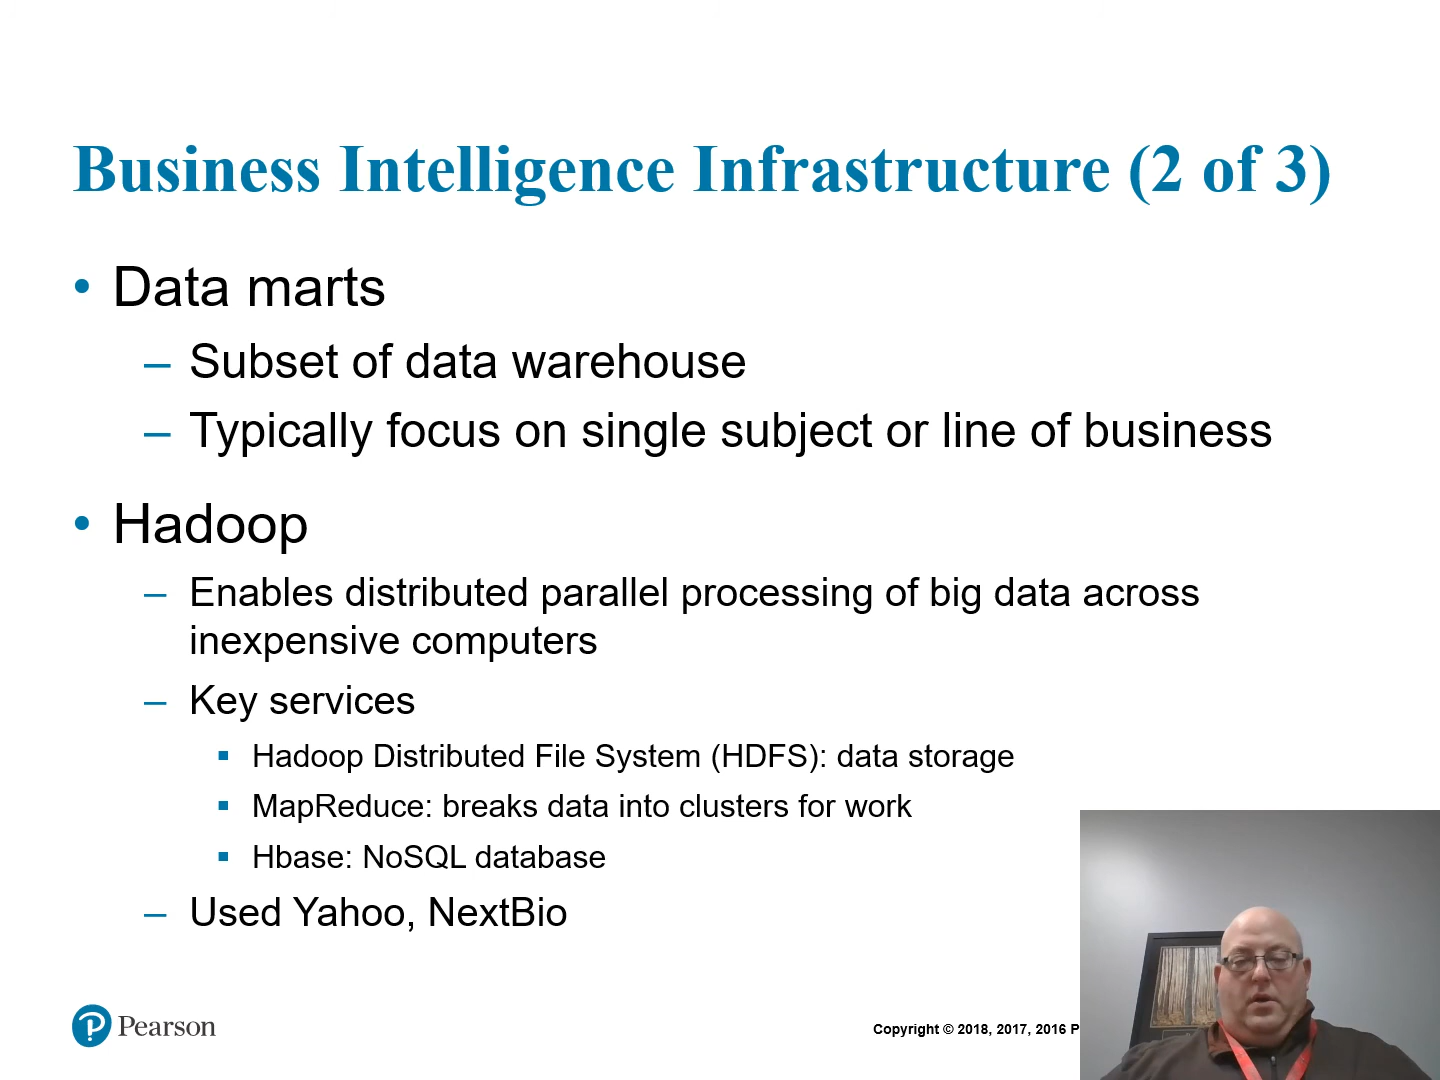 Business Intelligence Infrastructure (2 of 3)
• Data marts
– Subset of data warehouse
– Typically focus on single subject or line of business
• Hadoop
– Enables distributed parallel processing of big data across
inexpensive computers
– Key services
▪ Hadoop Distributed File System (HDFS): data storage
▪ MapReduce: breaks data into clusters for work
▪ Hbase: NoSQL database
– Used Yahoo, NextBio
Pearson
Copyright © 2018, 2017, 2016 P